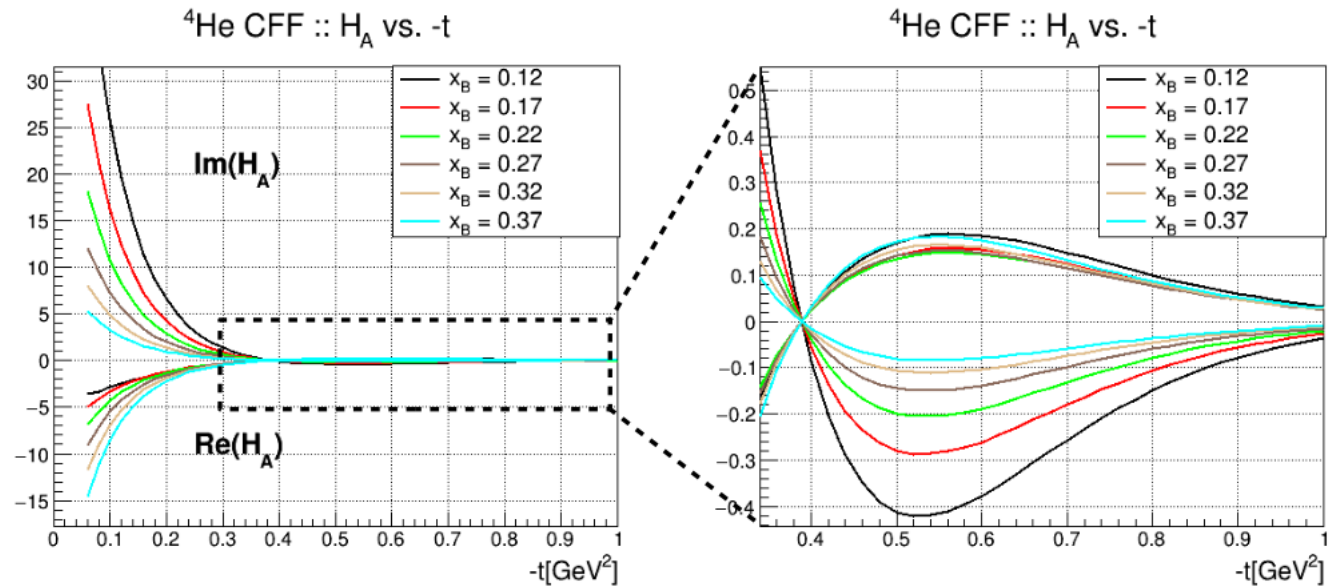 ⁴He CFF :: H_A vs. -t
30
25
20
15
10
5
0
−5
−10
−15
x_B = 0.12
x_B = 0.17
x_B = 0.22
x_B = 0.27
x_B = 0.32
x_B = 0.37
Im(H_A)
Re(H_A)
0 0.1 0.2 0.3 0.4 0.5 0.6 0.7 0.8 0.9 1
-t[GeV²]
⁴He CFF :: H_A vs. -t
0.5
0.4
0.3
0.2
0.1
0
−0.1
−0.2
−0.3
−0.4
x_B = 0.12
x_B = 0.17
x_B = 0.22
x_B = 0.27
x_B = 0.32
x_B = 0.37
0.4 0.5 0.6 0.7 0.8 0.9 1
-t[GeV²]